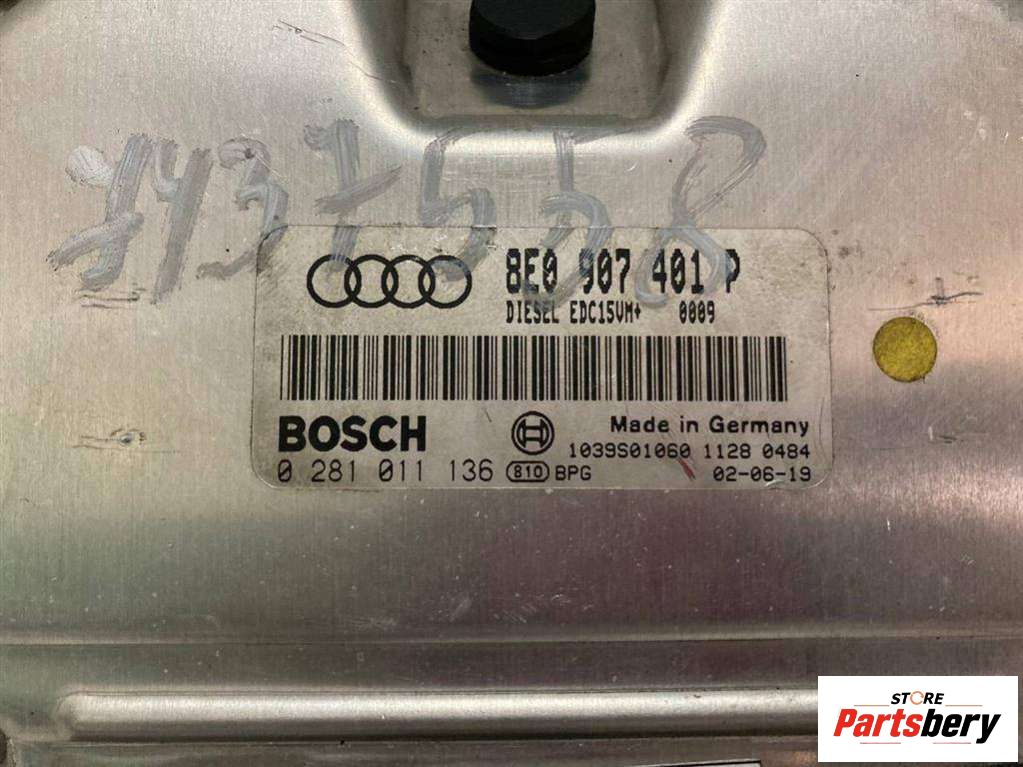 7437558
8E0 907 401 P
DIESEL EDC15VM+ 0009
BOSCH
Made in Germany
1039S01060 1128 0484
0 281 011 136 810 BPG 02-06-19
STORE
Partsbery